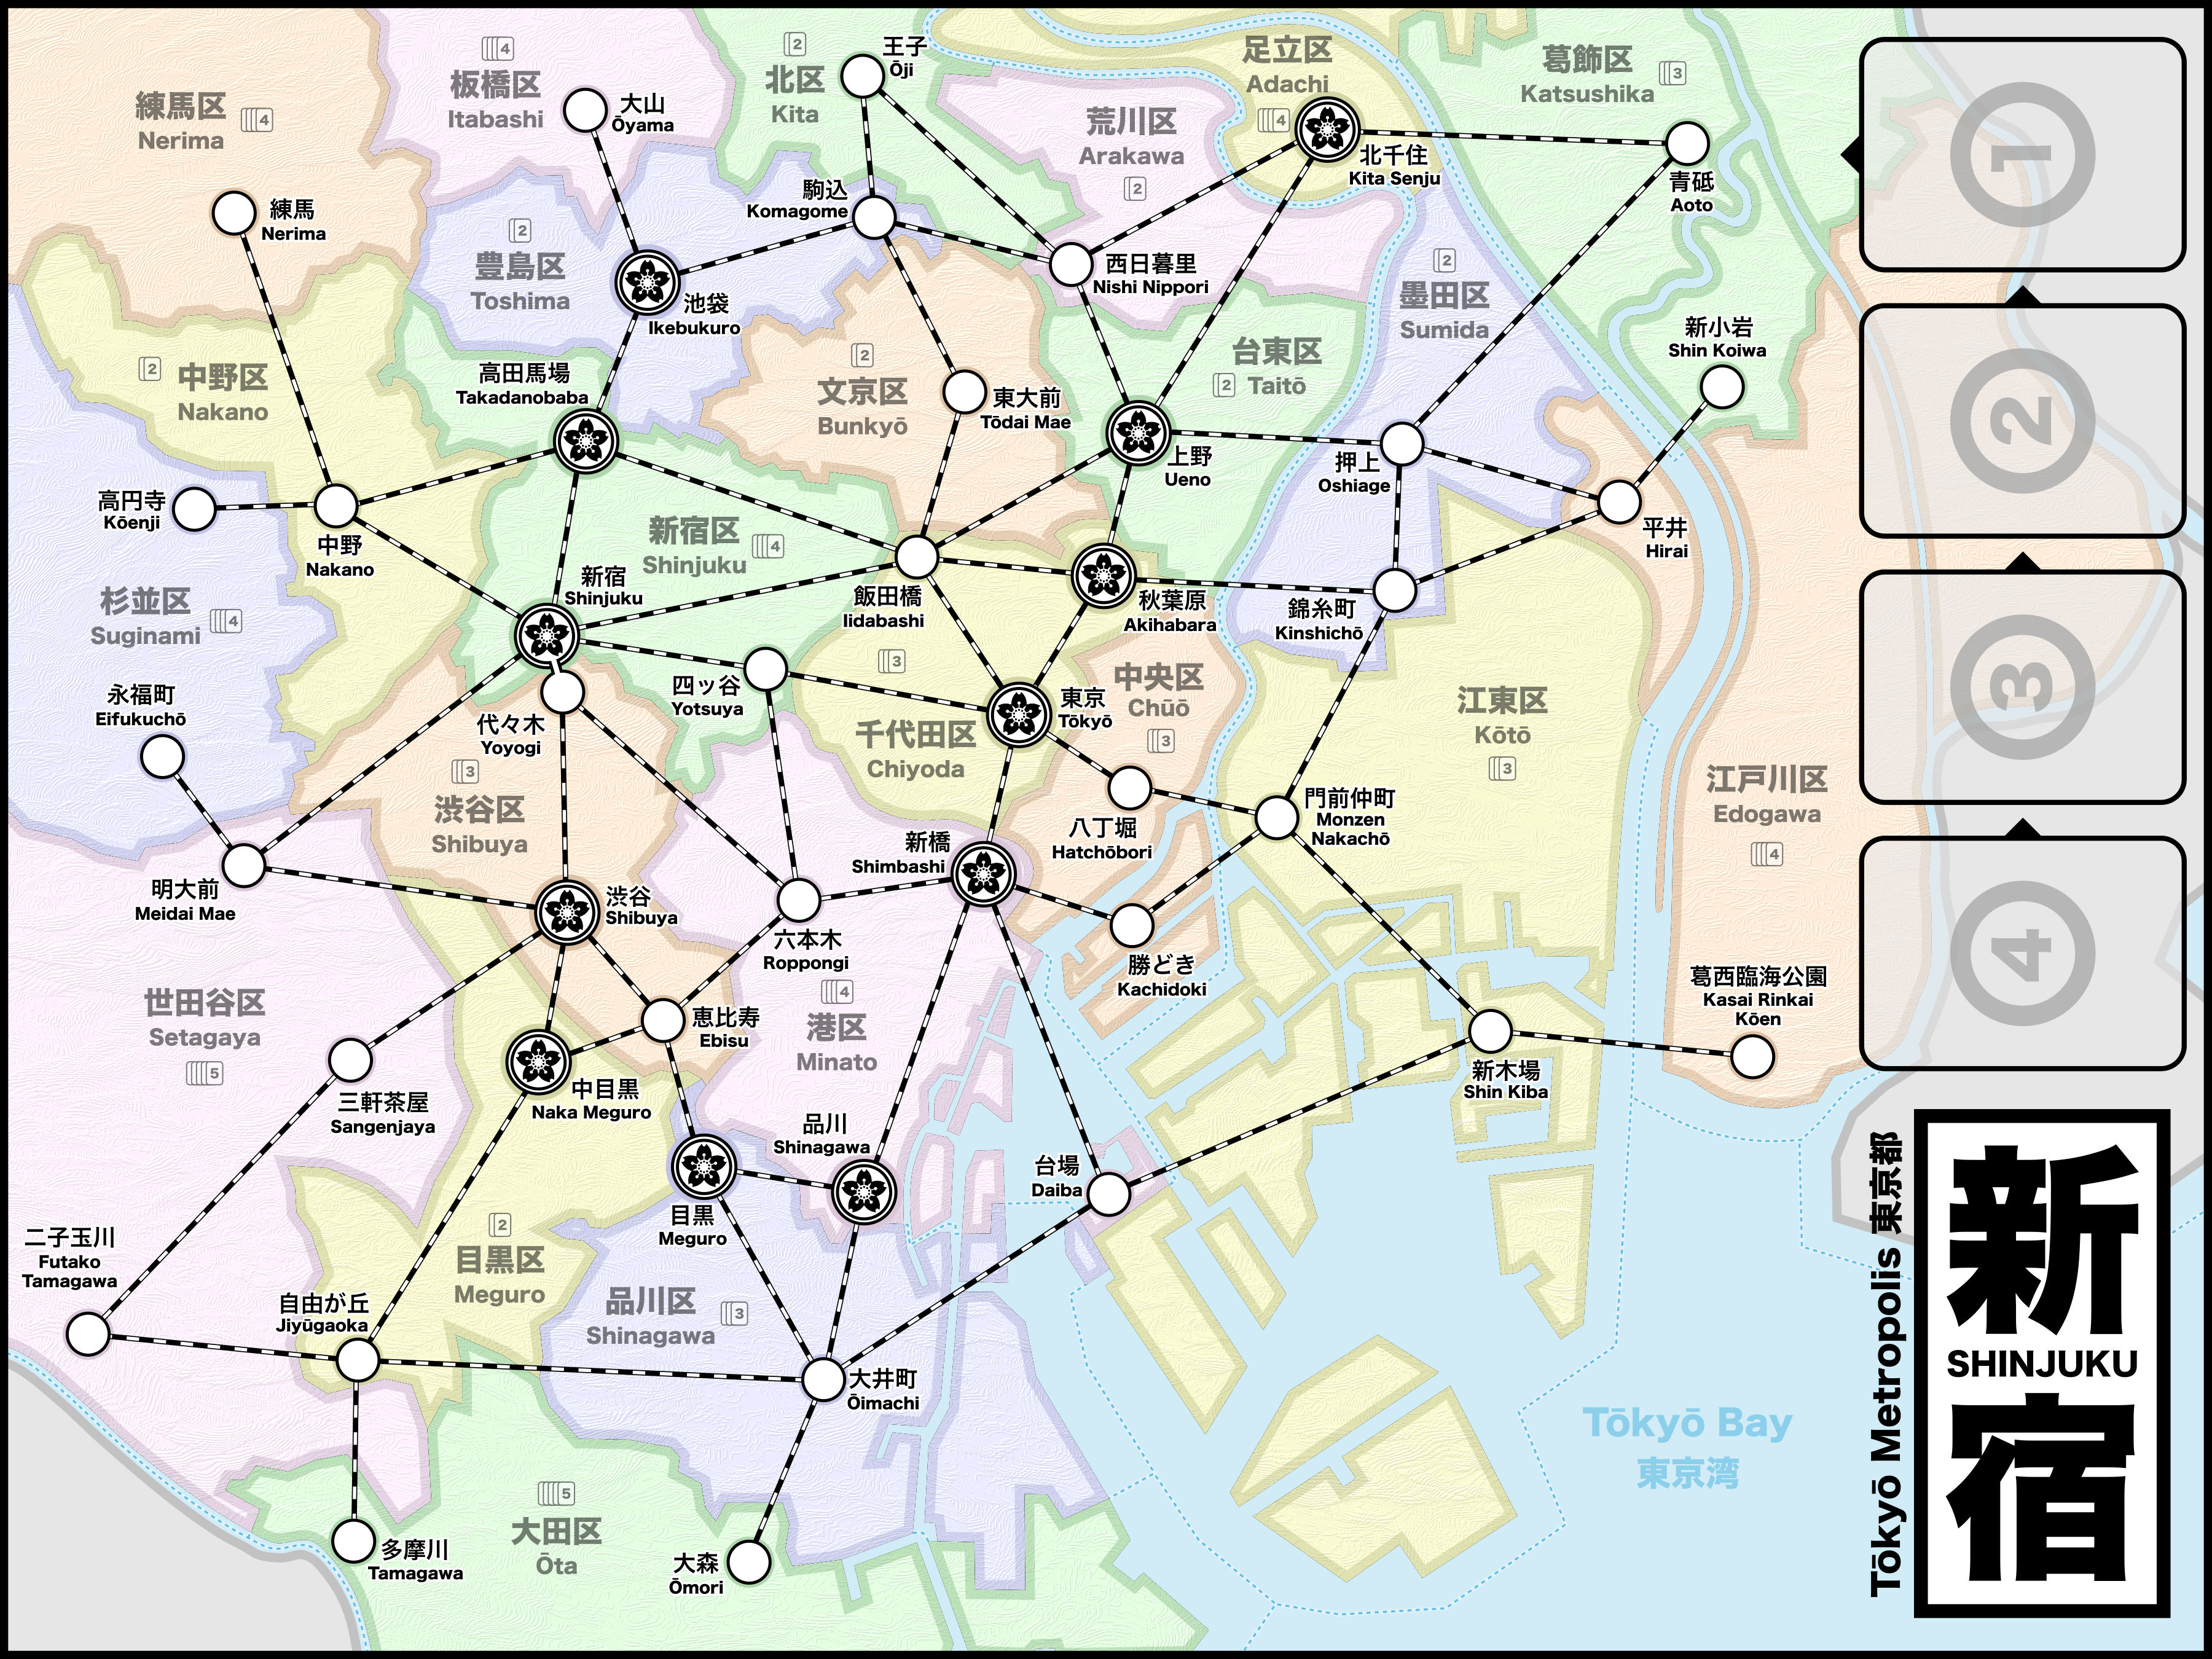 練馬区
Nerima
4
板橋区
Itabashi
4
北区
Kita
2
足立区
Adachi
4
葛飾区
Katsushika
3
荒川区
Arakawa
2
豊島区
Toshima
2
中野区
Nakano
2
文京区
Bunkyō
2
台東区
Taitō
2
墨田区
Sumida
2
新宿区
Shinjuku
4
杉並区
Suginami
4
千代田区
Chiyoda
3
中央区
Chūō
3
江東区
Kōtō
3
江戸川区
Edogawa
4
渋谷区
Shibuya
3
世田谷区
Setagaya
5
港区
Minato
4
目黒区
Meguro
2
品川区
Shinagawa
3
大田区
Ōta
5
王子
Ōji
大山
Ōyama
練馬
Nerima
駒込
Komagome
北千住
Kita Senju
青砥
Aoto
西日暮里
Nishi Nippori
池袋
Ikebukuro
新小岩
Shin Koiwa
高田馬場
Takadanobaba
東大前
Tōdai Mae
上野
Ueno
押上
Oshiage
平井
Hirai
高円寺
Kōenji
中野
Nakano
新宿
Shinjuku
飯田橋
Iidabashi
秋葉原
Akihabara
錦糸町
Kinshichō
永福町
Eifukuchō
代々木
Yoyogi
四ッ谷
Yotsuya
東京
Tōkyō
八丁堀
Hatchōbori
門前仲町
Monzen
Nakachō
新橋
Shimbashi
明大前
Meidai Mae
渋谷
Shibuya
六本木
Roppongi
勝どき
Kachidoki
葛西臨海公園
Kasai Rinkai
Kōen
恵比寿
Ebisu
三軒茶屋
Sangenjaya
中目黒
Naka Meguro
新木場
Shin Kiba
品川
Shinagawa
台場
Daiba
目黒
Meguro
二子玉川
Futako
Tamagawa
自由が丘
Jiyūgaoka
大井町
Ōimachi
多摩川
Tamagawa
大森
Ōmori
Tōkyō Bay
東京湾
1
2
3
4
Tōkyō Metropolis 東京都
新
SHINJUKU
宿